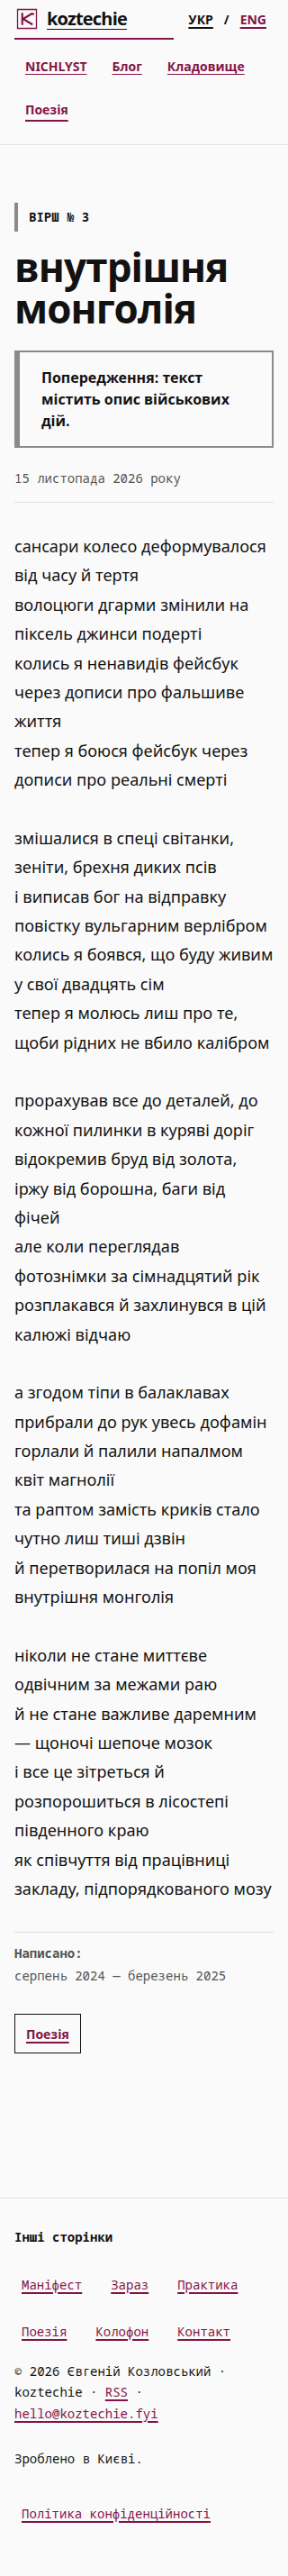 koztechie
УКР / ENG
NICHLYST Блог Кладовище
Поезія
ВІРШ № 3
внутрішня
монголія
Попередження: текст
містить опис військових
дій.
15 листопада 2026 року
сансари колесо деформувалося
від часу й тертя
волоцюги дгарми змінили на
піксель джинси подерті
колись я ненавидів фейсбук
через дописи про фальшиве
життя
тепер я боюся фейсбук через
дописи про реальні смерті
змішалися в спеці світанки,
зеніти, брехня диких псів
і виписав бог на відправку
повістку вульгарним верлібром
колись я боявся, що буду живим
у свої двадцять сім
тепер я молюсь лиш про те,
щоби рідних не вбило калібром
прорахував все до деталей, до
кожної пилинки в куряві доріг
відокремив бруд від золота,
іржу від борошна, баги від
фічей
але коли переглядав
фотознімки за сімнадцятий рік
розплакався й захлинувся в цій
калюжі відчаю
а згодом тіпи в балаклавах
прибрали до рук увесь дофамін
горлали й палили напалмом
квіт магнолії
та раптом замість криків стало
чутно лиш тиші дзвін
й перетворилася на попіл моя
внутрішня монголія
ніколи не стане миттєве
одвічним за межами раю
й не стане важливе даремним
— щоночі шепоче мозок
і все це зітреться й
розпорошиться в лісостепі
південного краю
як співчуття від працівниці
закладу, підпорядкованого мозу
Написано:
серпень 2024 — березень 2025
Поезія
Інші сторінки
Маніфест Зараз Практика
Поезія Колофон Контакт
© 2026 Євгеній Козловський ·
koztechie · RSS ·
hello@koztechie.fyi
Зроблено в Києві.
Політика конфіденційності